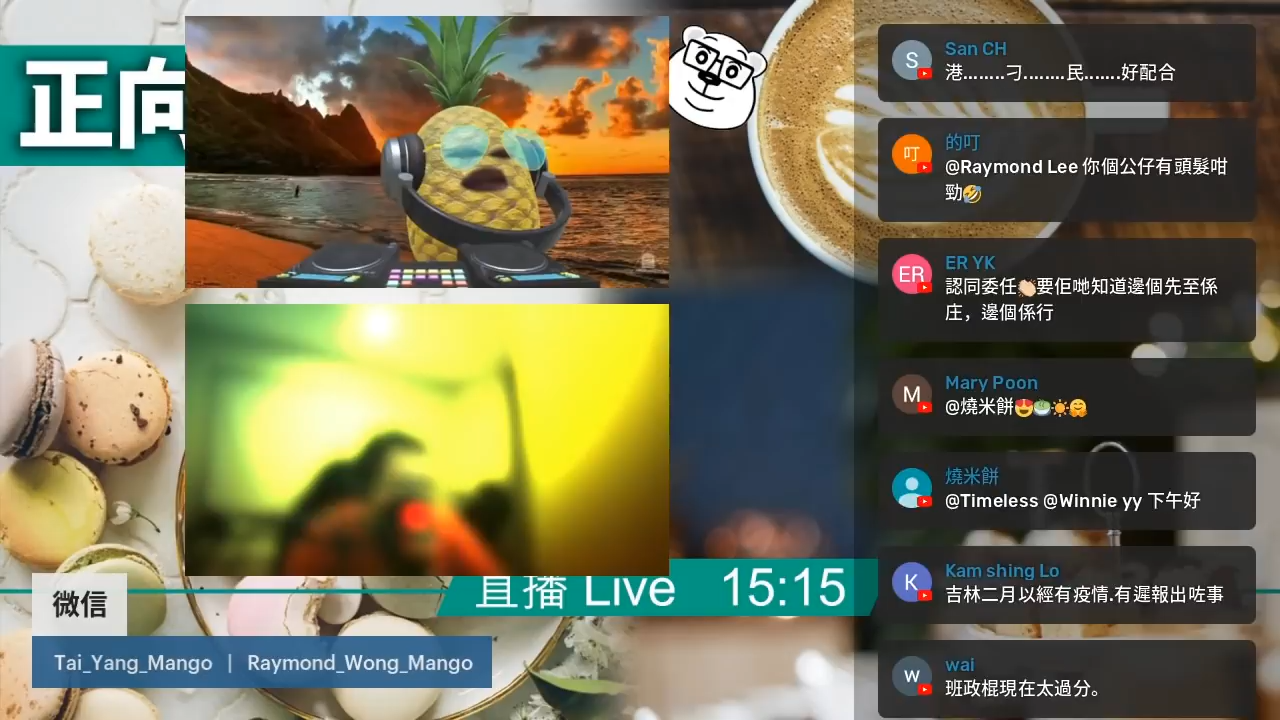 正向
San CH
港........刁........民.......好配合
叮
的叮
@Raymond Lee 你個公仔有頭髮咁
勁🤣
ER
ER YK
認同委任👏🏻要佢哋知道邊個先至係
庄，邊個係行
M
Mary Poon
@燒米餅😍🍵☀️🤗
燒米餅
@Timeless @Winnie yy 下午好
K
Kam shing Lo
吉林二月以經有疫情.有遲報出咗事
w
wai
班政棍現在太過分。
S
直播 Live 15:15
微信
Tai_Yang_Mango | Raymond_Wong_Mango